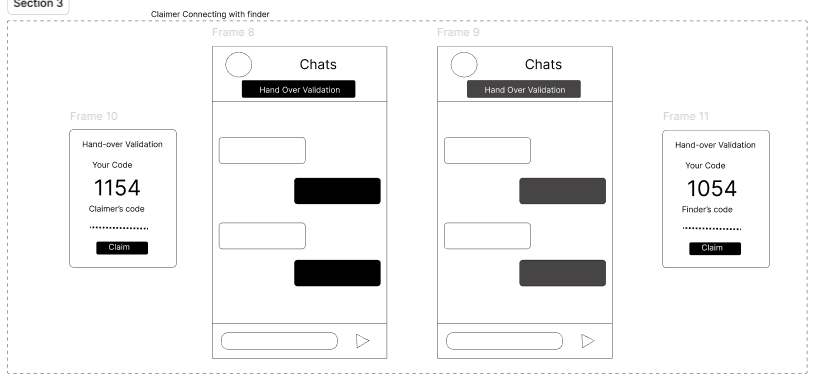 Section 3
Claimer Connecting with finder
Frame 8
Chats
Hand Over Validation
Frame 9
Chats
Hand Over Validation
Frame 10
Hand-over Validation
Your Code
1154
Claimer's code
Claim
Frame 11
Hand-over Validation
Your Code
1054
Finder's code
Claim